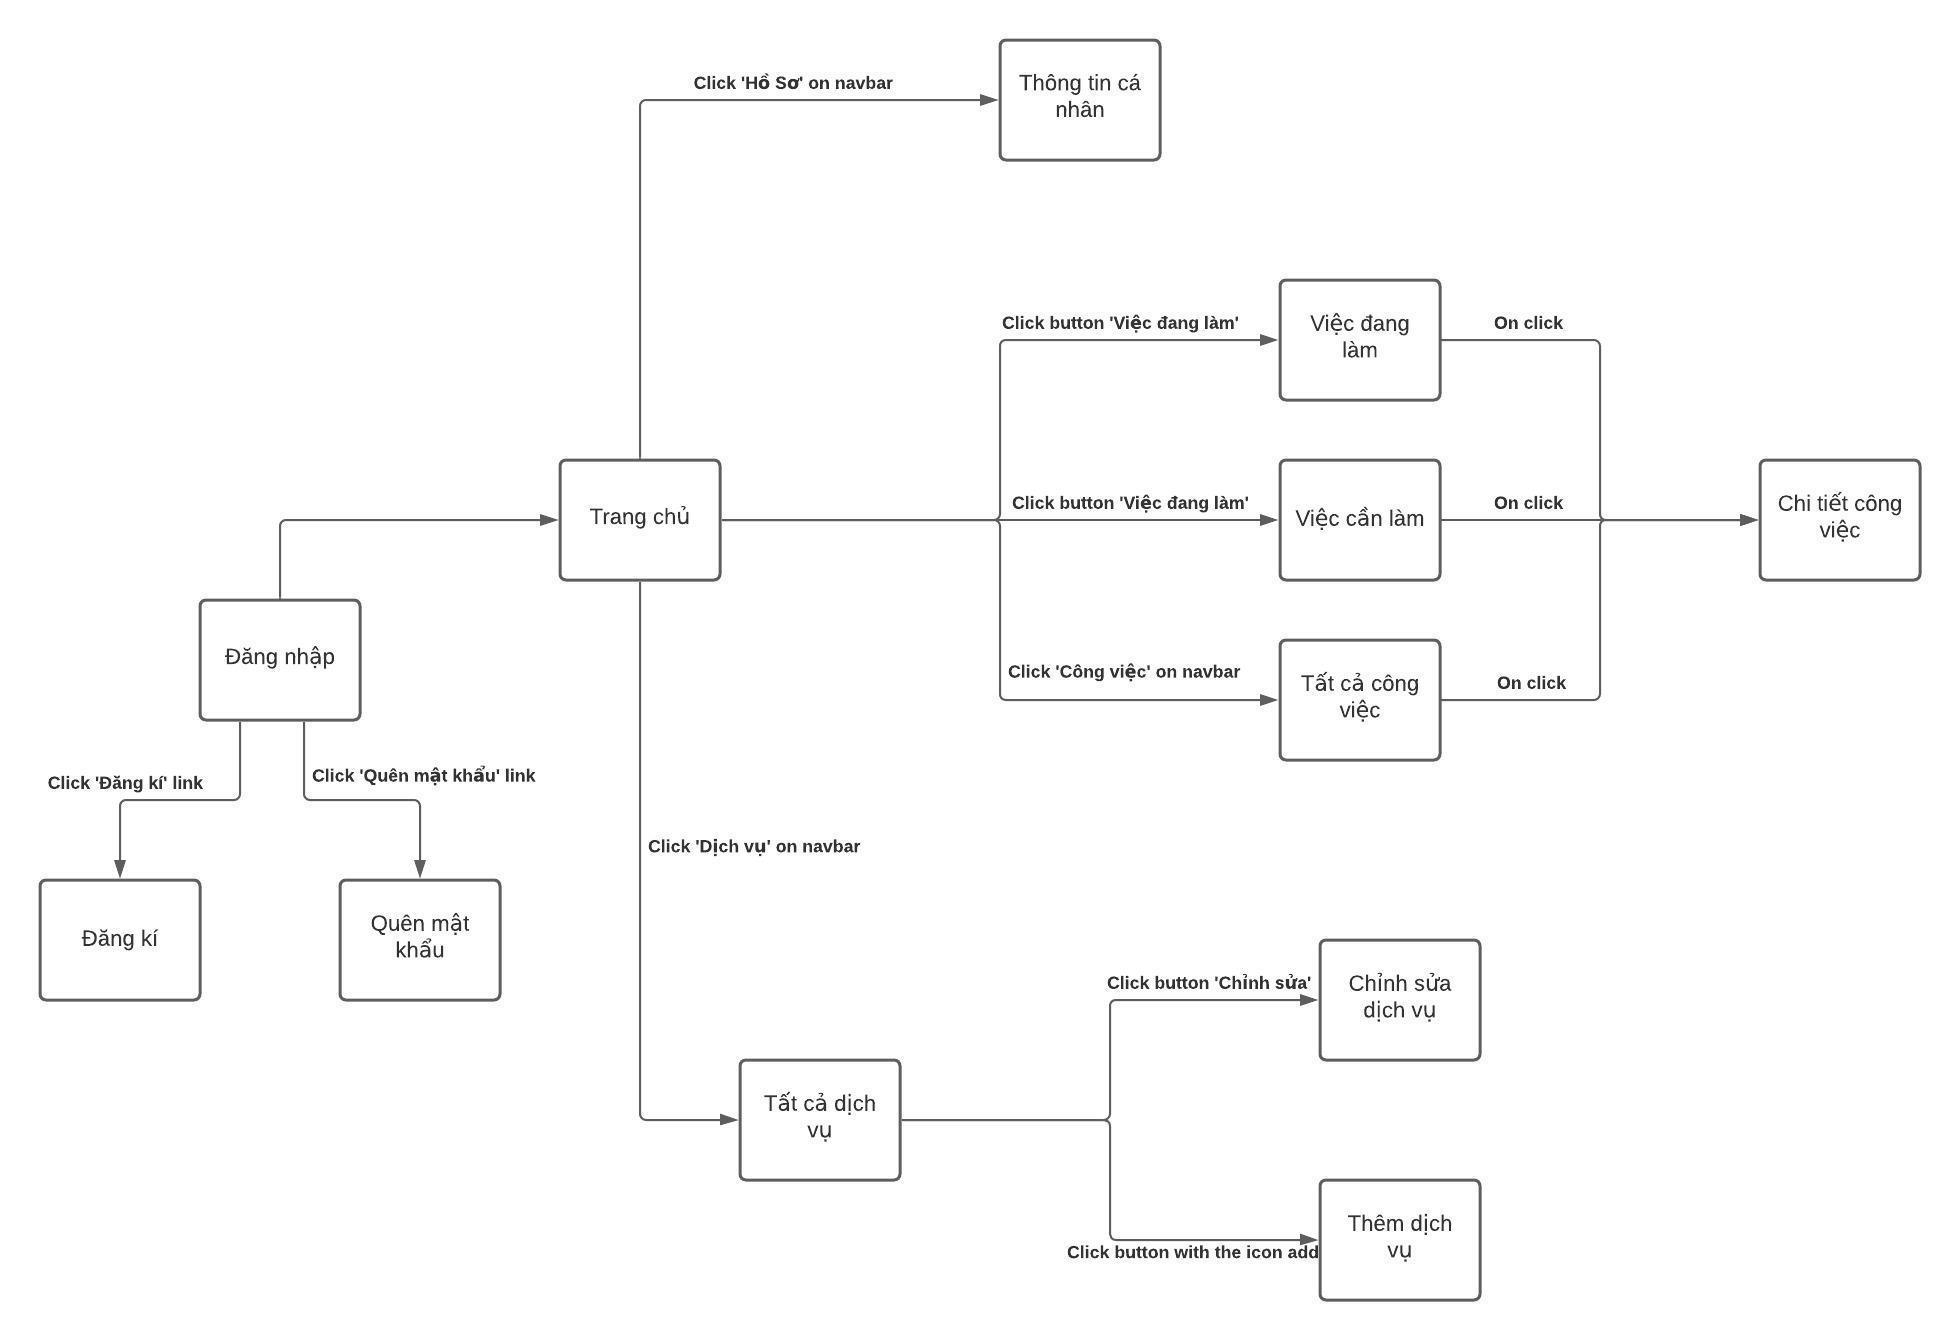 Click 'Hồ Sơ' on navbar
Thông tin cá
nhân
Click button 'Việc đang làm'
Việc đang
làm
On click
Trang chủ
Click button 'Việc đang làm'
Việc cần làm
On click
Chi tiết công
việc
Đăng nhập
Click 'Công việc' on navbar
Tất cả công
việc
On click
Click 'Đăng kí' link
Click 'Quên mật khẩu' link
Click 'Dịch vụ' on navbar
Đăng kí
Quên mật
khẩu
Click button 'Chỉnh sửa'
Chỉnh sửa
dịch vụ
Tất cả dịch
vụ
Click button with the icon add
Thêm dịch
vụ